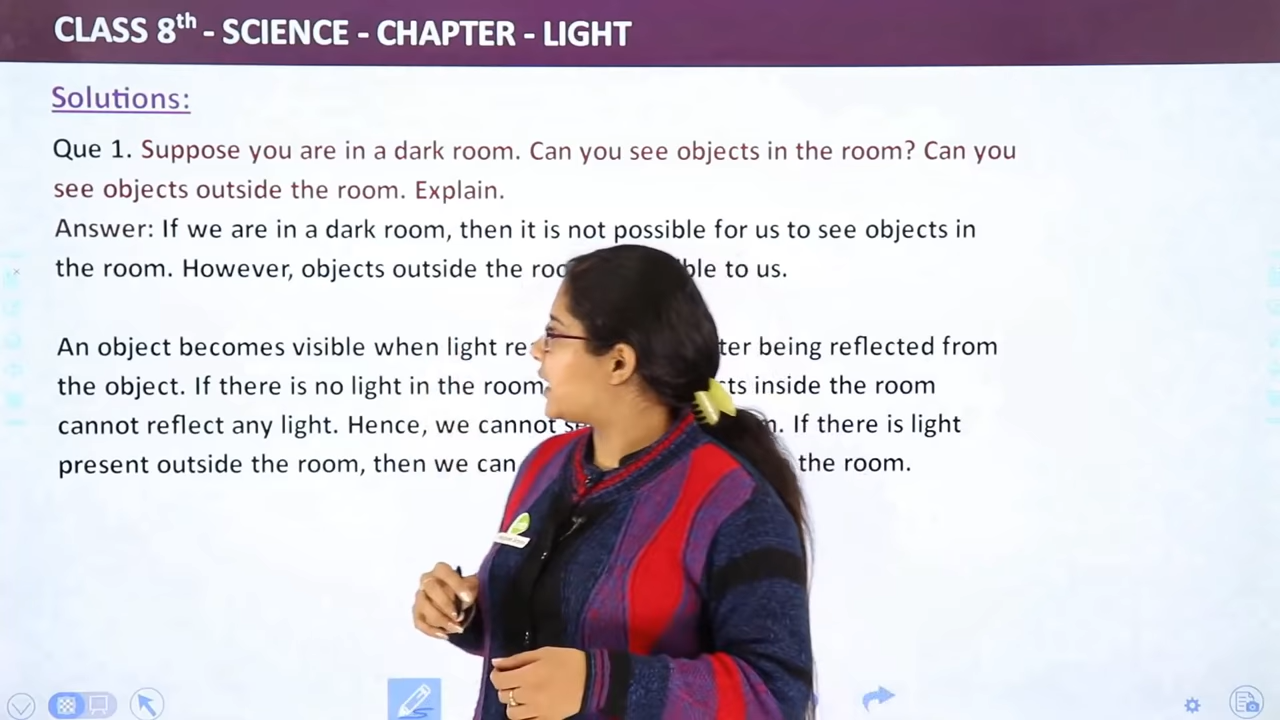 CLASS 8th - SCIENCE - CHAPTER - LIGHT
Solutions:
Que 1. Suppose you are in a dark room. Can you see objects in the room? Can you
see objects outside the room. Explain.
Answer: If we are in a dark room, then it is not possible for us to see objects in
the room. However, objects outside the to us.
An object becomes visible when light being reflected from
the object. If there is no light in the room inside the room
cannot reflect any light. Hence, we cannot If there is light
present outside the room, then we can the room.